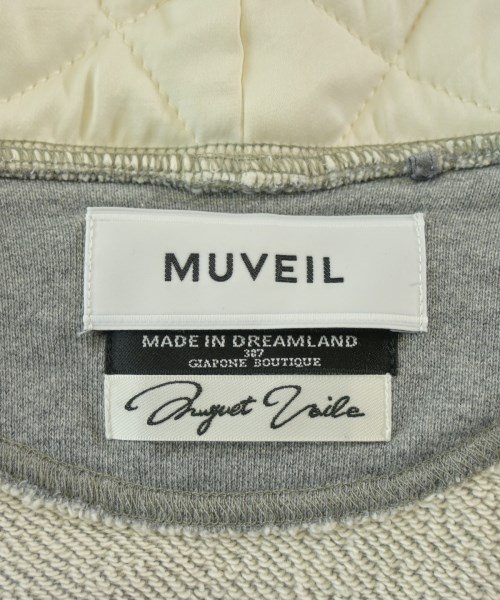 MUVEIL
MADE IN DREAMLAND
387
GIAPONE BOUTIQUE
Muguet Voile